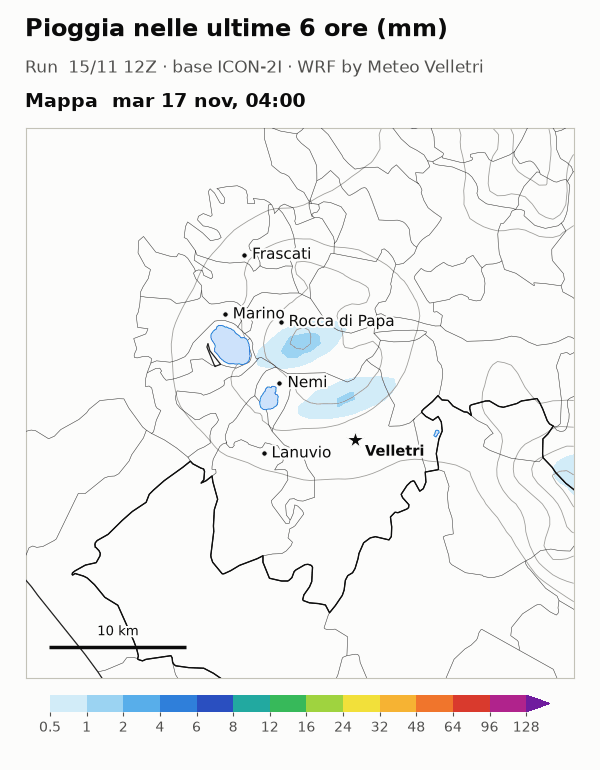 Pioggia nelle ultime 6 ore (mm)
Run  15/11 12Z · base ICON-2I · WRF by Meteo Velletri
Mappa  mar 17 nov, 04:00
Frascati
Marino
Rocca di Papa
Nemi
Velletri
Lanuvio
10 km
0.5 1 2 4 6 8 12 16 24 32 48 64 96 128